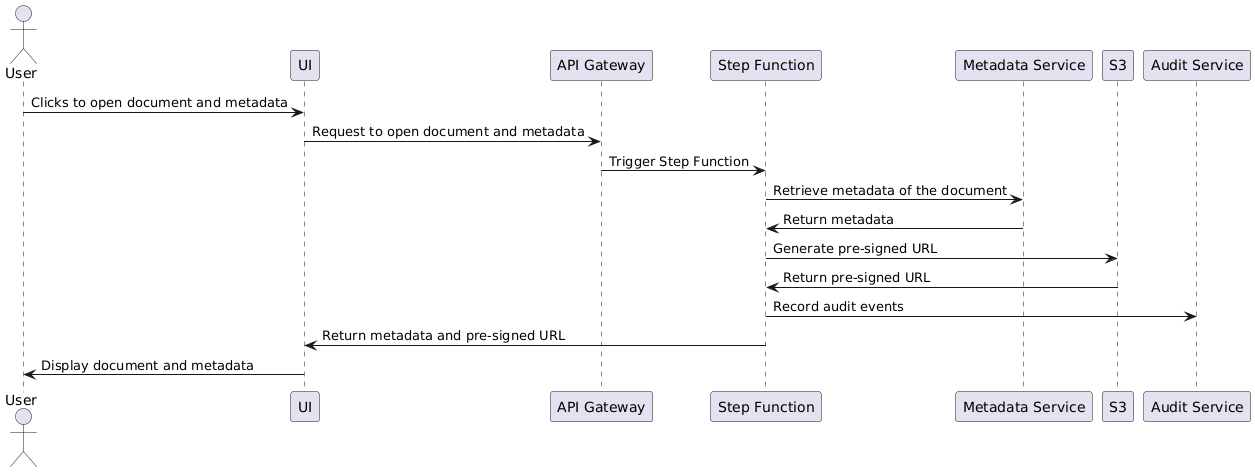 User
UI
API Gateway
Step Function
Metadata Service
S3
Audit Service
Clicks to open document and metadata
Request to open document and metadata
Trigger Step Function
Retrieve metadata of the document
Return metadata
Generate pre-signed URL
Return pre-signed URL
Record audit events
Return metadata and pre-signed URL
Display document and metadata
User
UI
API Gateway
Step Function
Metadata Service
S3
Audit Service